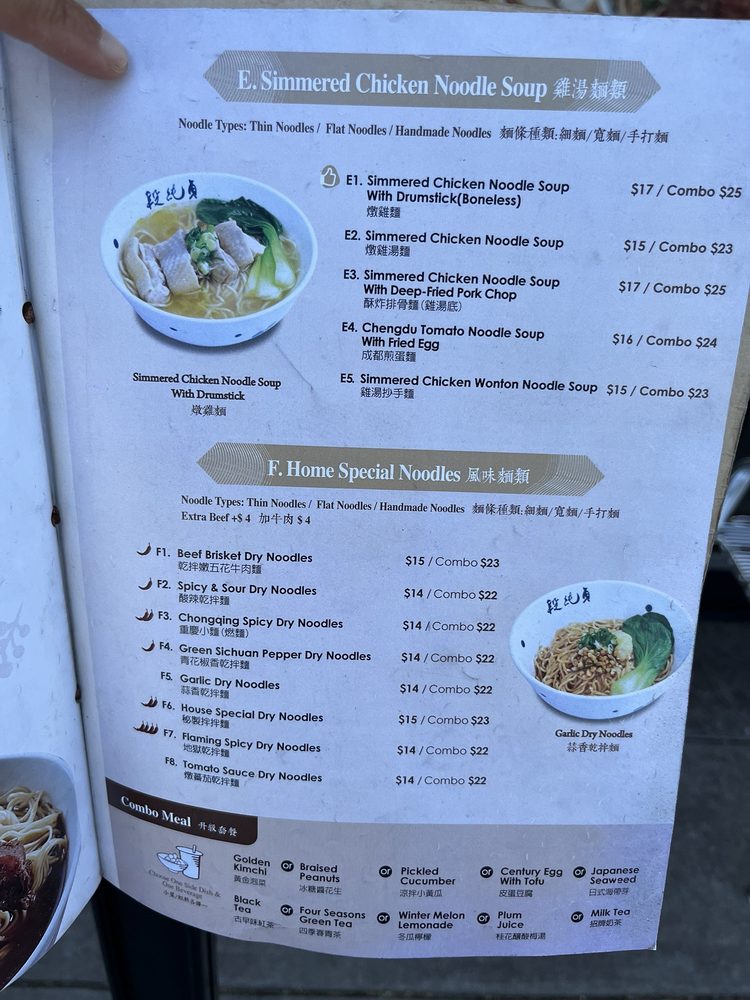 E. Simmered Chicken Noodle Soup 雞湯麵類
Noodle Types: Thin Noodles / Flat Noodles / Handmade Noodles 麵條種類:細麵/寬麵/手打麵
段純貞
E1. Simmered Chicken Noodle Soup
With Drumstick(Boneless)
燉雞麵
$17 / Combo $25
E2. Simmered Chicken Noodle Soup
燉雞湯麵
$15 / Combo $23
E3. Simmered Chicken Noodle Soup
With Deep-Fried Pork Chop
酥炸排骨麵(雞湯底)
$17 / Combo $25
E4. Chengdu Tomato Noodle Soup
With Fried Egg
成都煎蛋麵
$16 / Combo $24
E5. Simmered Chicken Wonton Noodle Soup $15 / Combo $23
雞湯抄手麵
Simmered Chicken Noodle Soup
With Drumstick
燉雞麵
F. Home Special Noodles 風味麵類
Noodle Types: Thin Noodles / Flat Noodles / Handmade Noodles 麵條種類:細麵/寬麵/手打麵
Extra Beef +$ 4 加牛肉 $ 4
F1. Beef Brisket Dry Noodles $15 / Combo $23
乾拌嫩五花牛肉麵
F2. Spicy & Sour Dry Noodles $14 / Combo $22
酸辣乾拌麵
F3. Chongqing Spicy Dry Noodles $14 / Combo $22
重慶小麵(燃麵)
F4. Green Sichuan Pepper Dry Noodles $14 / Combo $22
青花椒香乾拌麵
F5. Garlic Dry Noodles $14 / Combo $22
蒜香乾拌麵
F6. House Special Dry Noodles $15 / Combo $23
秘製拌拌麵
F7. Flaming Spicy Dry Noodles $14 / Combo $22
地獄乾拌麵
F8. Tomato Sauce Dry Noodles $14 / Combo $22
燉蕃茄乾拌麵
段純貞
Garlic Dry Noodles
蒜香乾拌麵
Combo Meal 升級套餐
Choose One Side Dish &
One Beverage
Golden Kimchi or Braised Peanuts or Pickled Cucumber or Century Egg With Tofu or Japanese Seaweed
黃金泡菜 冰糖醬花生 涼拌小黃瓜 皮蛋豆腐 日式海帶芽
Black Tea or Four Seasons Green Tea or Winter Melon Lemonade or Plum Juice or Milk Tea
古早味紅茶 四季春青茶 冬瓜檸檬 桂花釀酸梅湯 招牌奶茶